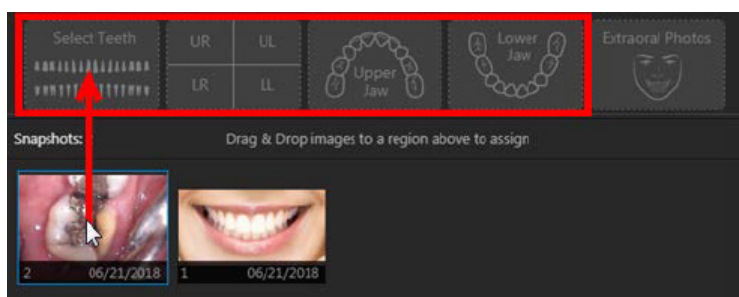 Select Teeth
UR
UL
LR
LL
Upper
Jaw
Lower
Jaw
Extraoral Photos
Snapshots:
Drag & Drop images to a region above to assign
2
06/21/2018
1
06/21/2018